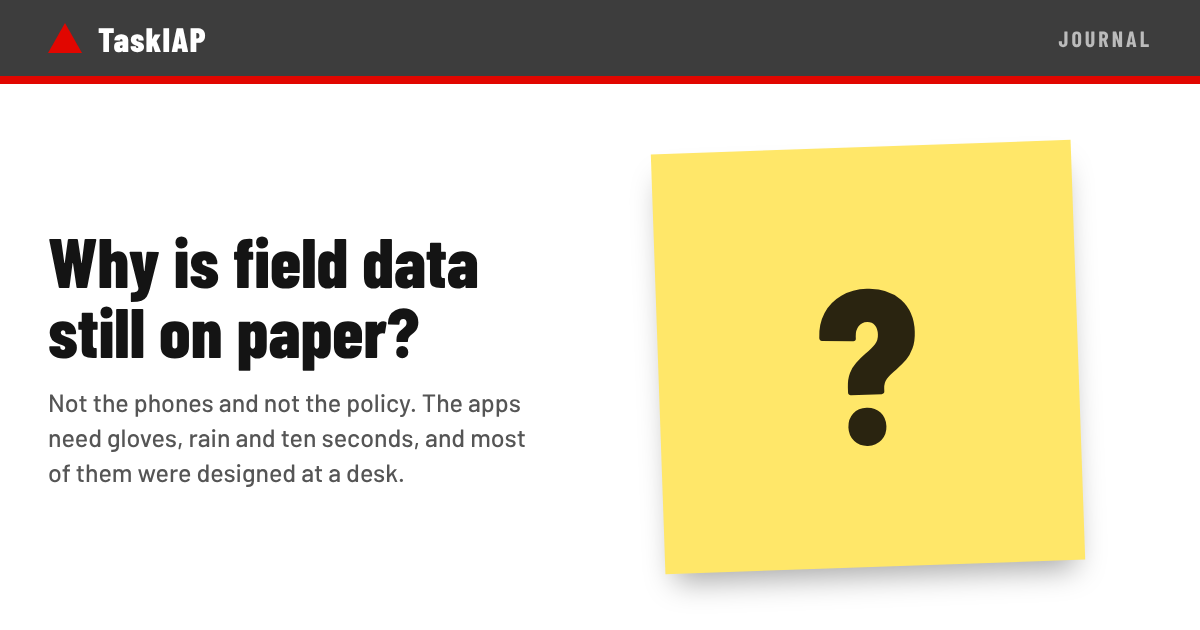 TaskIAP
JOURNAL
Why is field data
still on paper?
Not the phones and not the policy. The apps
need gloves, rain and ten seconds, and most
of them were designed at a desk.
?